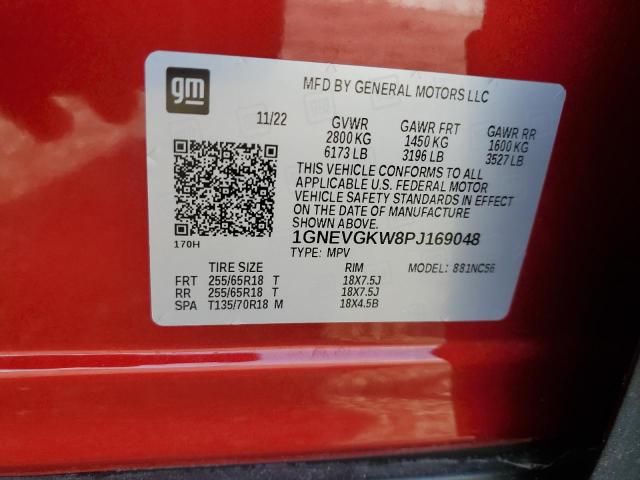 gm
MFD BY GENERAL MOTORS LLC
11/22 GVWR GAWR FRT GAWR RR
2800 KG 1450 KG 1600 KG
6173 LB 3196 LB 3527 LB
THIS VEHICLE CONFORMS TO ALL
APPLICABLE U.S. FEDERAL MOTOR
VEHICLE SAFETY STANDARDS IN EFFECT
ON THE DATE OF MANUFACTURE SHOWN ABOVE.
1GNEVGKW8PJ169048
170H TYPE: MPV
TIRE SIZE RIM MODEL: 881NC56
FRT 255/65R18 T 18X7.5J
RR 255/65R18 T 18X7.5J
SPA T135/70R18 M 18X4.5B